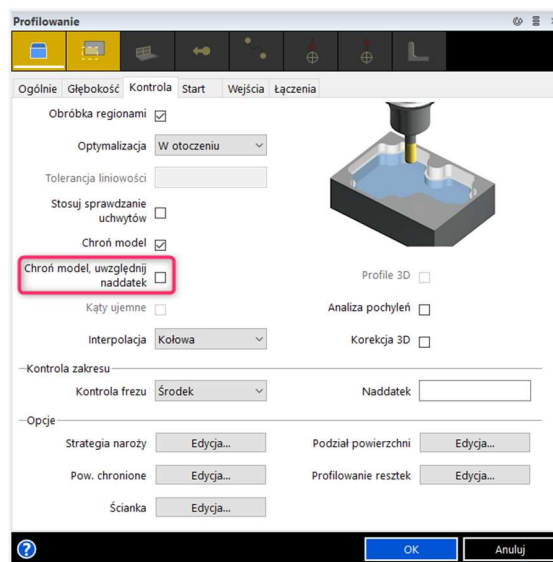 Profilowanie
Ogólnie Głębokość Kontrola Start Wejścia Łączenia
Obróbka regionami
Optymalizacja W otoczeniu
Tolerancja liniowości
Stosuj sprawdzanie
uchwytów
Chroń model
Chroń model, uwzględnij
naddatek
Profile 3D
Kąty ujemne
Analiza pochyleń
Interpolacja Kołowa
Korekcja 3D
Kontrola zakresu
Kontrola frezu Środek
Naddatek
Opcje
Strategia naroży Edycja...
Podział powierzchni Edycja...
Pow. chronione Edycja...
Profilowanie resztek Edycja...
Ścianka Edycja...
? OK Anuluj